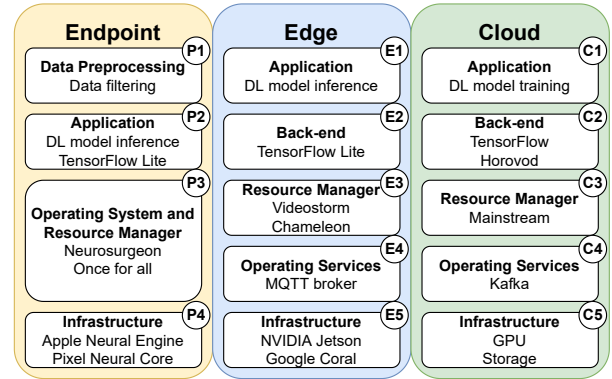 Endpoint
P1
Data Preprocessing
Data filtering
P2
Application
DL model inference
TensorFlow Lite
P3
Operating System and
Resource Manager
Neurosurgeon
Once for all
P4
Infrastructure
Apple Neural Engine
Pixel Neural Core
Edge
E1
Application
DL model inference
E2
Back-end
TensorFlow Lite
E3
Resource Manager
Videostorm
Chameleon
E4
Operating Services
MQTT broker
E5
Infrastructure
NVIDIA Jetson
Google Coral
Cloud
C1
Application
DL model training
C2
Back-end
TensorFlow
Horovod
C3
Resource Manager
Mainstream
C4
Operating Services
Kafka
C5
Infrastructure
GPU
Storage